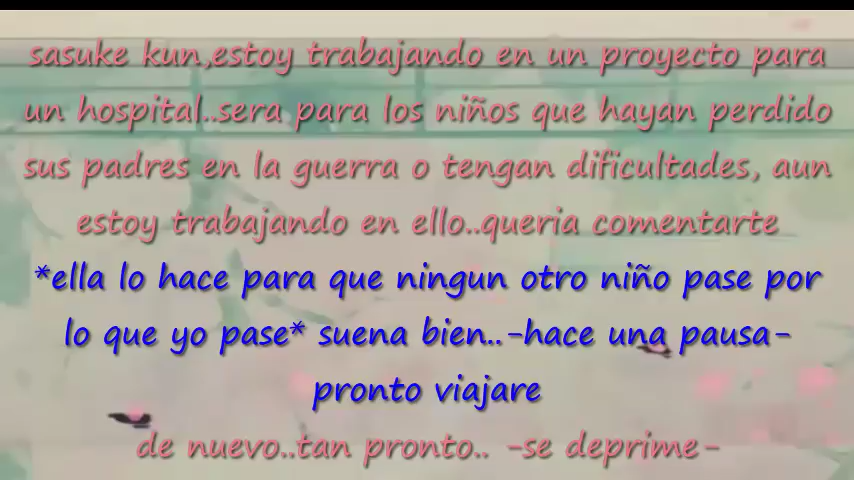 sasuke kun,estoy trabajando en un proyecto para
un hospital..sera para los niños que hayan perdido
sus padres en la guerra o tengan dificultades, aun
estoy trabajando en ello..queria comentarte
*ella lo hace para que ningun otro niño pase por
lo que yo pase* suena bien..-hace una pausa-
pronto viajare
de nuevo..tan pronto.. -se deprime-